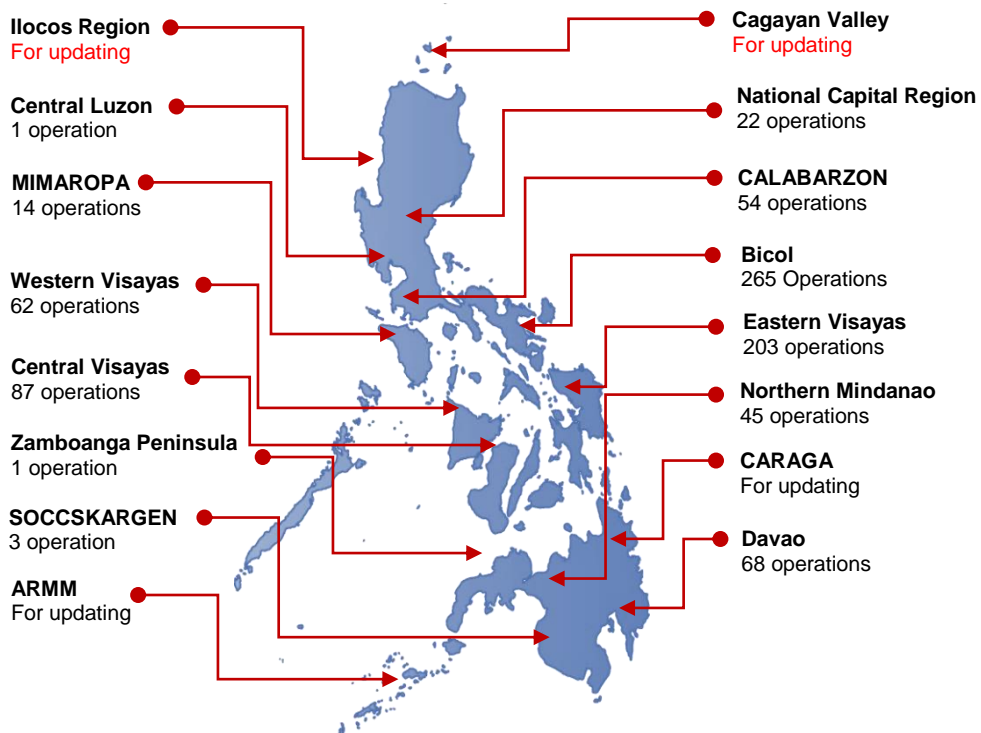 Ilocos Region
For updating
Central Luzon
1 operation
MIMAROPA
14 operations
Western Visayas
62 operations
Central Visayas
87 operations
Zamboanga Peninsula
1 operation
SOCCSKARGEN
3 operation
ARMM
For updating
Cagayan Valley
For updating
National Capital Region
22 operations
CALABARZON
54 operations
Bicol
265 Operations
Eastern Visayas
203 operations
Northern Mindanao
45 operations
CARAGA
For updating
Davao
68 operations